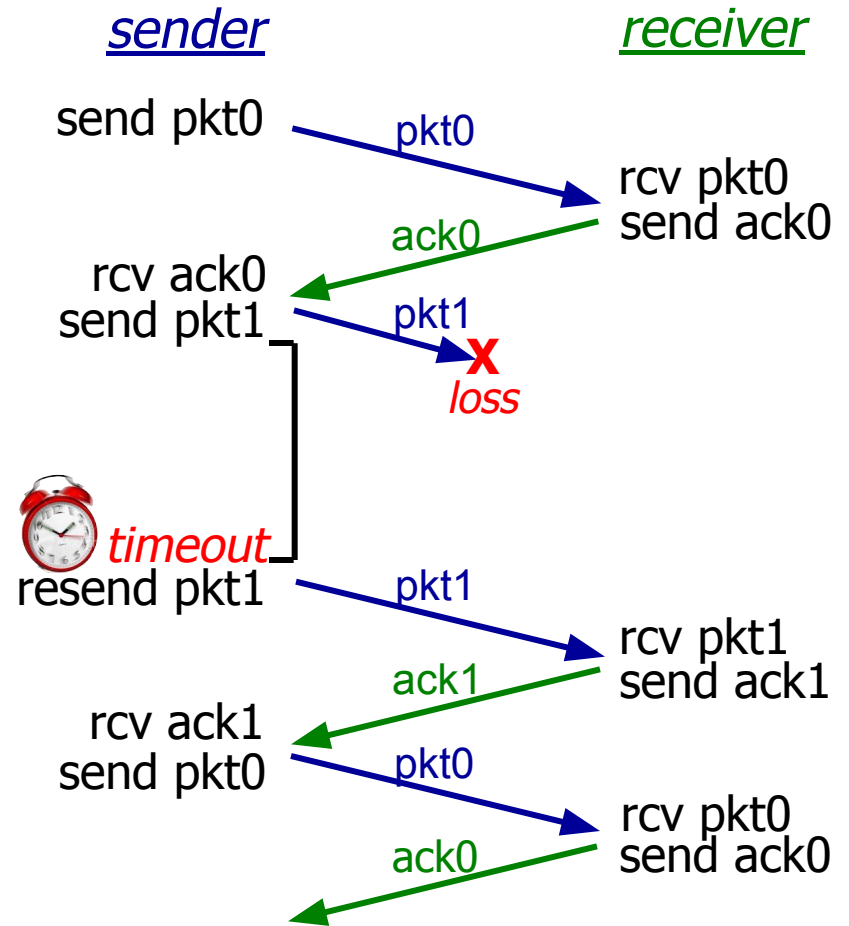 sender
receiver
send pkt0
pkt0
rcv pkt0
send ack0
ack0
rcv ack0
send pkt1
pkt1
X
loss
timeout
resend pkt1
pkt1
rcv pkt1
send ack1
ack1
rcv ack1
send pkt0
pkt0
rcv pkt0
send ack0
ack0